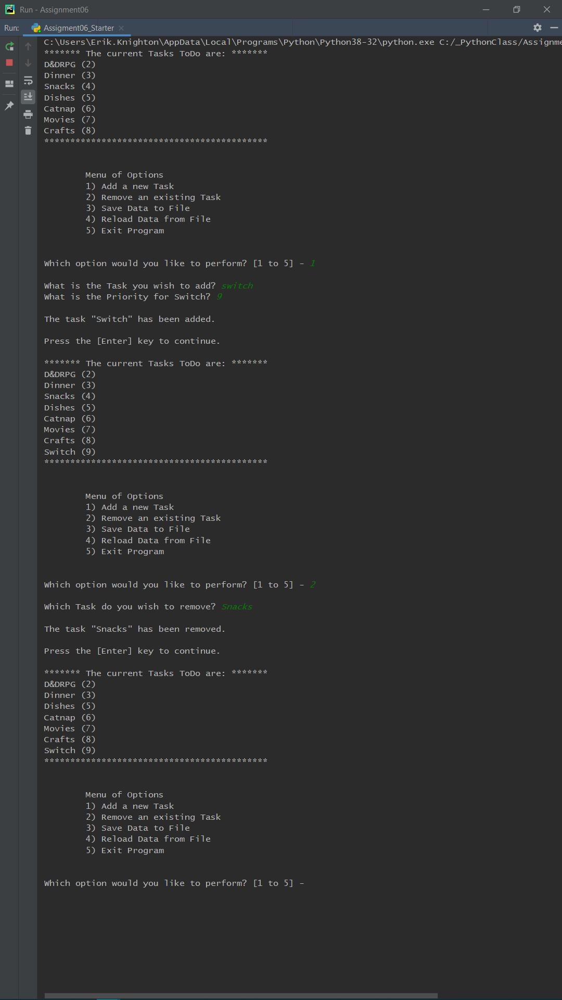 Run - Assignment06
Run: Assigment06_Starter
C:\Users\Erik.Knighton\AppData\Local\Programs\Python\Python38-32\python.exe C:/_PythonClass/Assignme
******* The current Tasks ToDo are: *******
D&DRPG (2)
Dinner (3)
Snacks (4)
Dishes (5)
Catnap (6)
Movies (7)
Crafts (8)
*******************************************
Menu of Options
1) Add a new Task
2) Remove an existing Task
3) Save Data to File
4) Reload Data from File
5) Exit Program
Which option would you like to perform? [1 to 5] - 1
What is the Task you wish to add? switch
What is the Priority for Switch? 9
The task "Switch" has been added.
Press the [Enter] key to continue.
******* The current Tasks ToDo are: *******
D&DRPG (2)
Dinner (3)
Snacks (4)
Dishes (5)
Catnap (6)
Movies (7)
Crafts (8)
Switch (9)
*******************************************
Menu of Options
1) Add a new Task
2) Remove an existing Task
3) Save Data to File
4) Reload Data from File
5) Exit Program
Which option would you like to perform? [1 to 5] - 2
Which Task do you wish to remove? Snacks
The task "Snacks" has been removed.
Press the [Enter] key to continue.
******* The current Tasks ToDo are: *******
D&DRPG (2)
Dinner (3)
Dishes (5)
Catnap (6)
Movies (7)
Crafts (8)
Switch (9)
*******************************************
Menu of Options
1) Add a new Task
2) Remove an existing Task
3) Save Data to File
4) Reload Data from File
5) Exit Program
Which option would you like to perform? [1 to 5] -